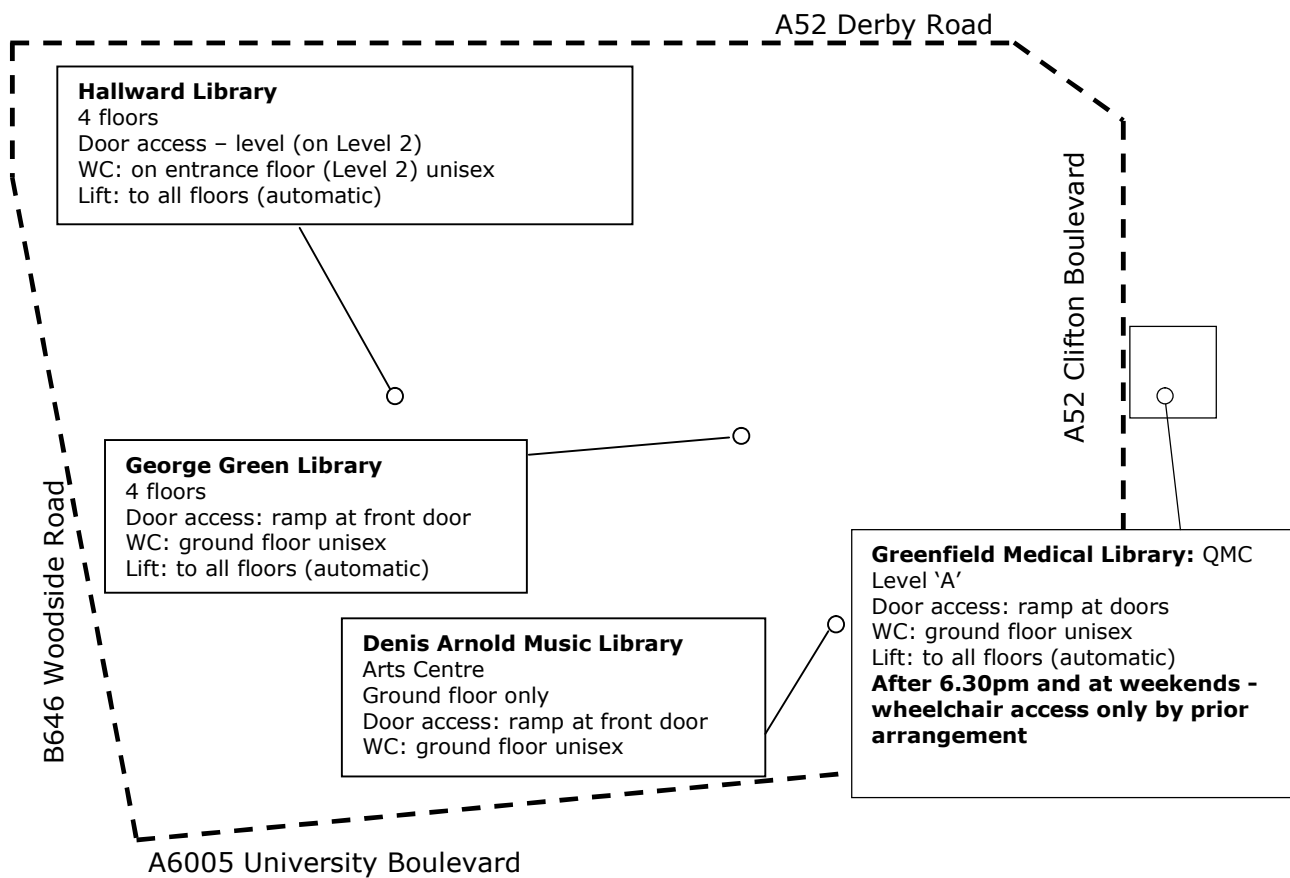 A52 Derby Road
Hallward Library
4 floors
Door access – level (on Level 2)
WC: on entrance floor (Level 2) unisex
Lift: to all floors (automatic)
A52 Clifton Boulevard
George Green Library
4 floors
Door access: ramp at front door
WC: ground floor unisex
Lift: to all floors (automatic)
B646 Woodside Road
Greenfield Medical Library: QMC
Level ‘A’
Door access: ramp at doors
WC: ground floor unisex
Lift: to all floors (automatic)
After 6.30pm and at weekends -
wheelchair access only by prior
arrangement
Denis Arnold Music Library
Arts Centre
Ground floor only
Door access: ramp at front door
WC: ground floor unisex
A6005 University Boulevard